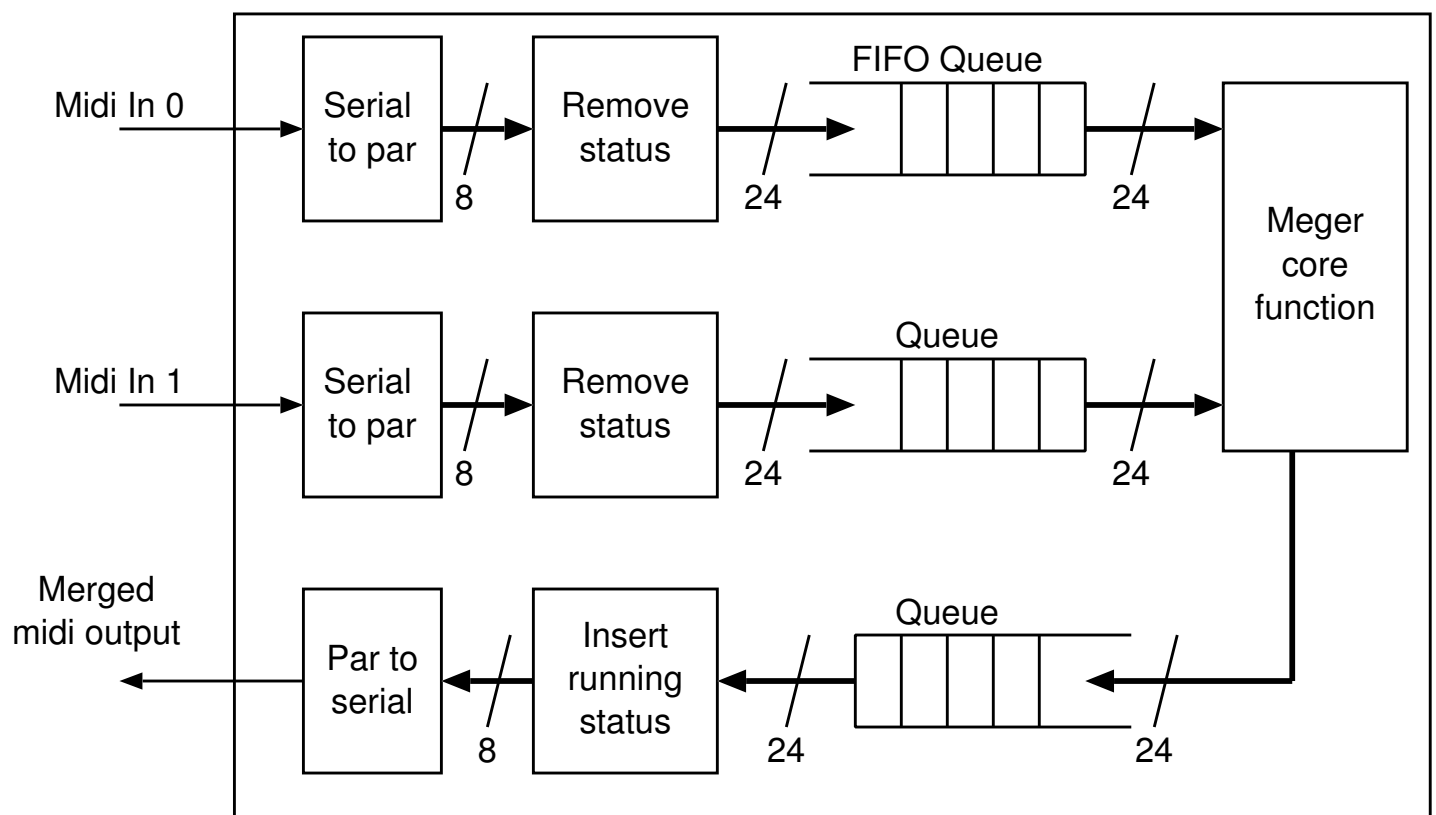 FIFO Queue
Midi In 0
Serial
to par
Remove
status
8
24
24
Meger
core
function
Queue
Midi In 1
Serial
to par
Remove
status
8
24
24
Merged
midi output
Queue
Par to
serial
Insert
running
status
8
24
24